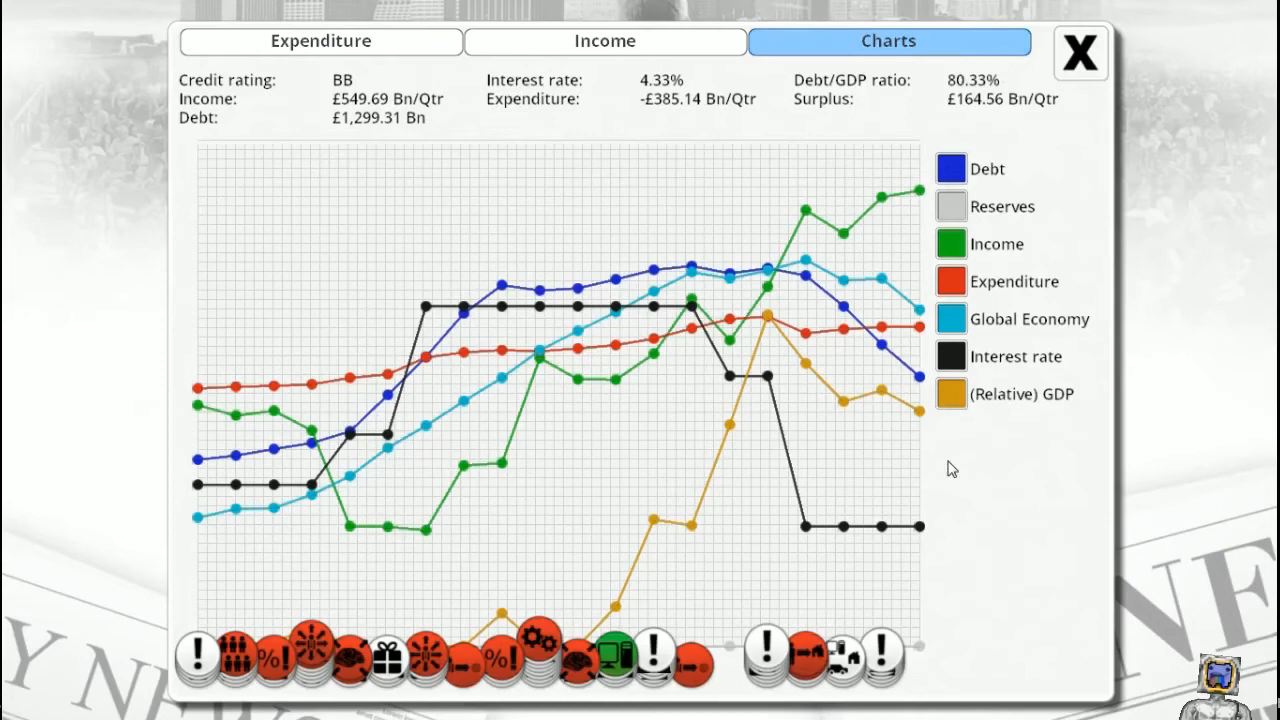 Expenditure Income Charts X
Credit rating: BB Interest rate: 4.33% Debt/GDP ratio: 80.33%
Income: £549.69 Bn/Qtr Expenditure: -£385.14 Bn/Qtr Surplus: £164.56 Bn/Qtr
Debt: £1,299.31 Bn
Debt
Reserves
Income
Expenditure
Global Economy
Interest rate
(Relative) GDP
! %! %! ! ! !
Y NEWS
NE